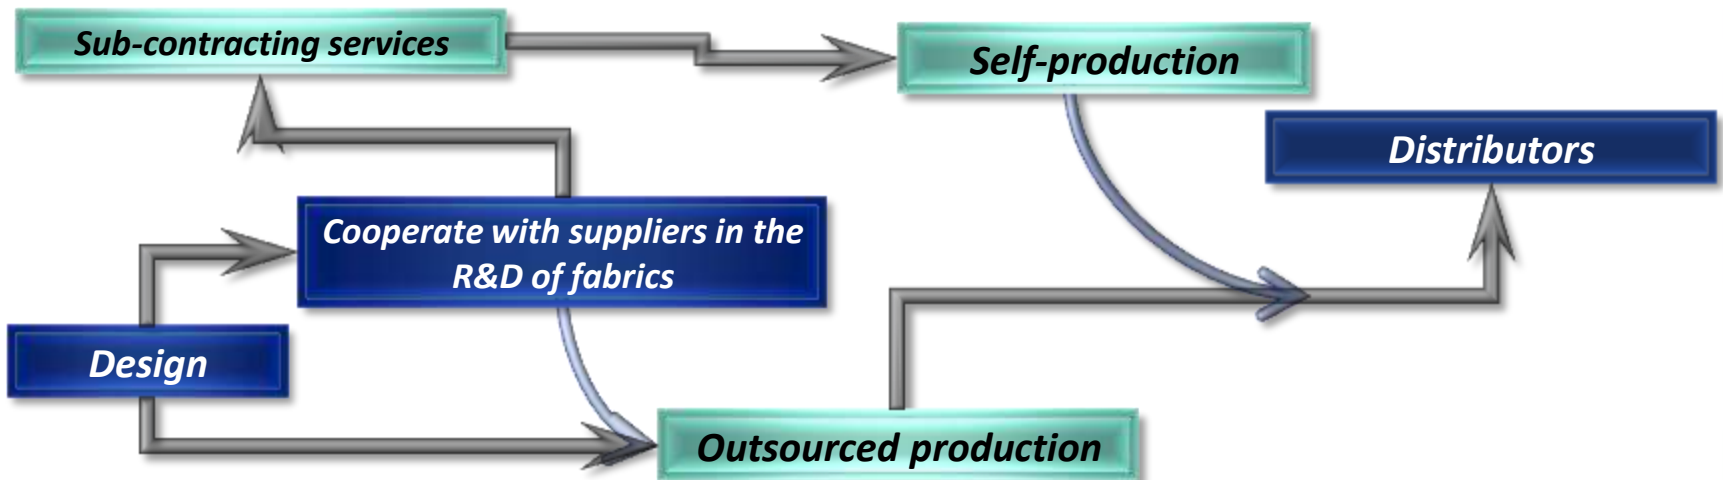 Sub-contracting services
Self-production
Distributors
Cooperate with suppliers in the
R&D of fabrics
Design
Outsourced production